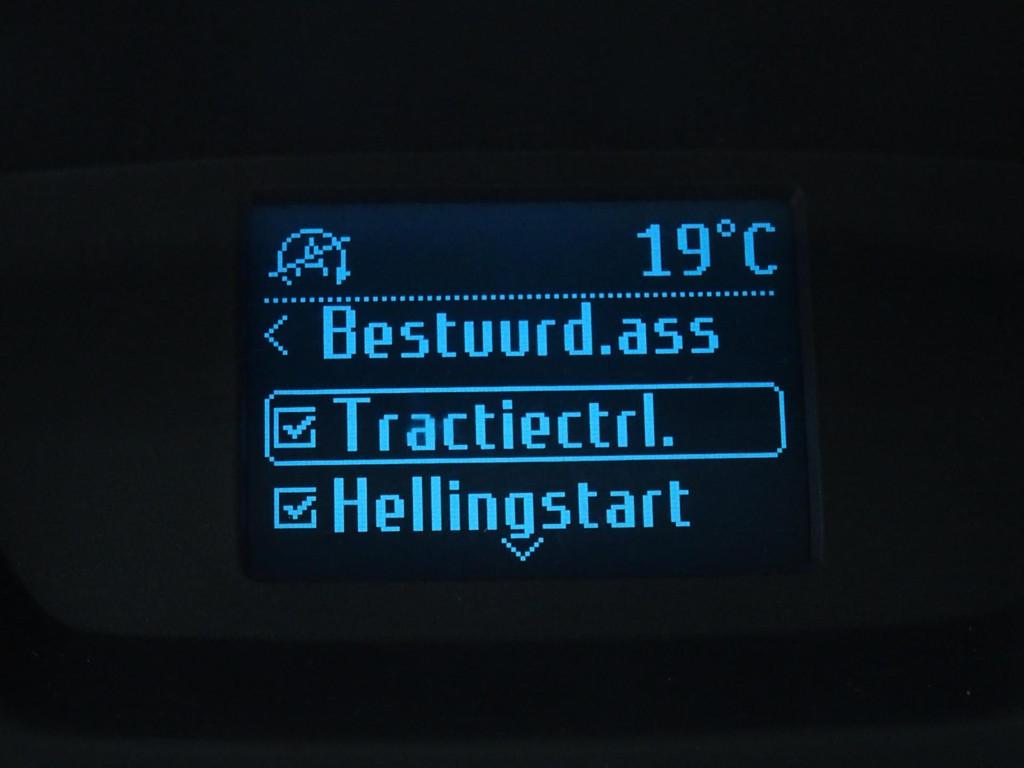 19°C
< Bestuurd.ass
Tractiectrl.
Hellingstart